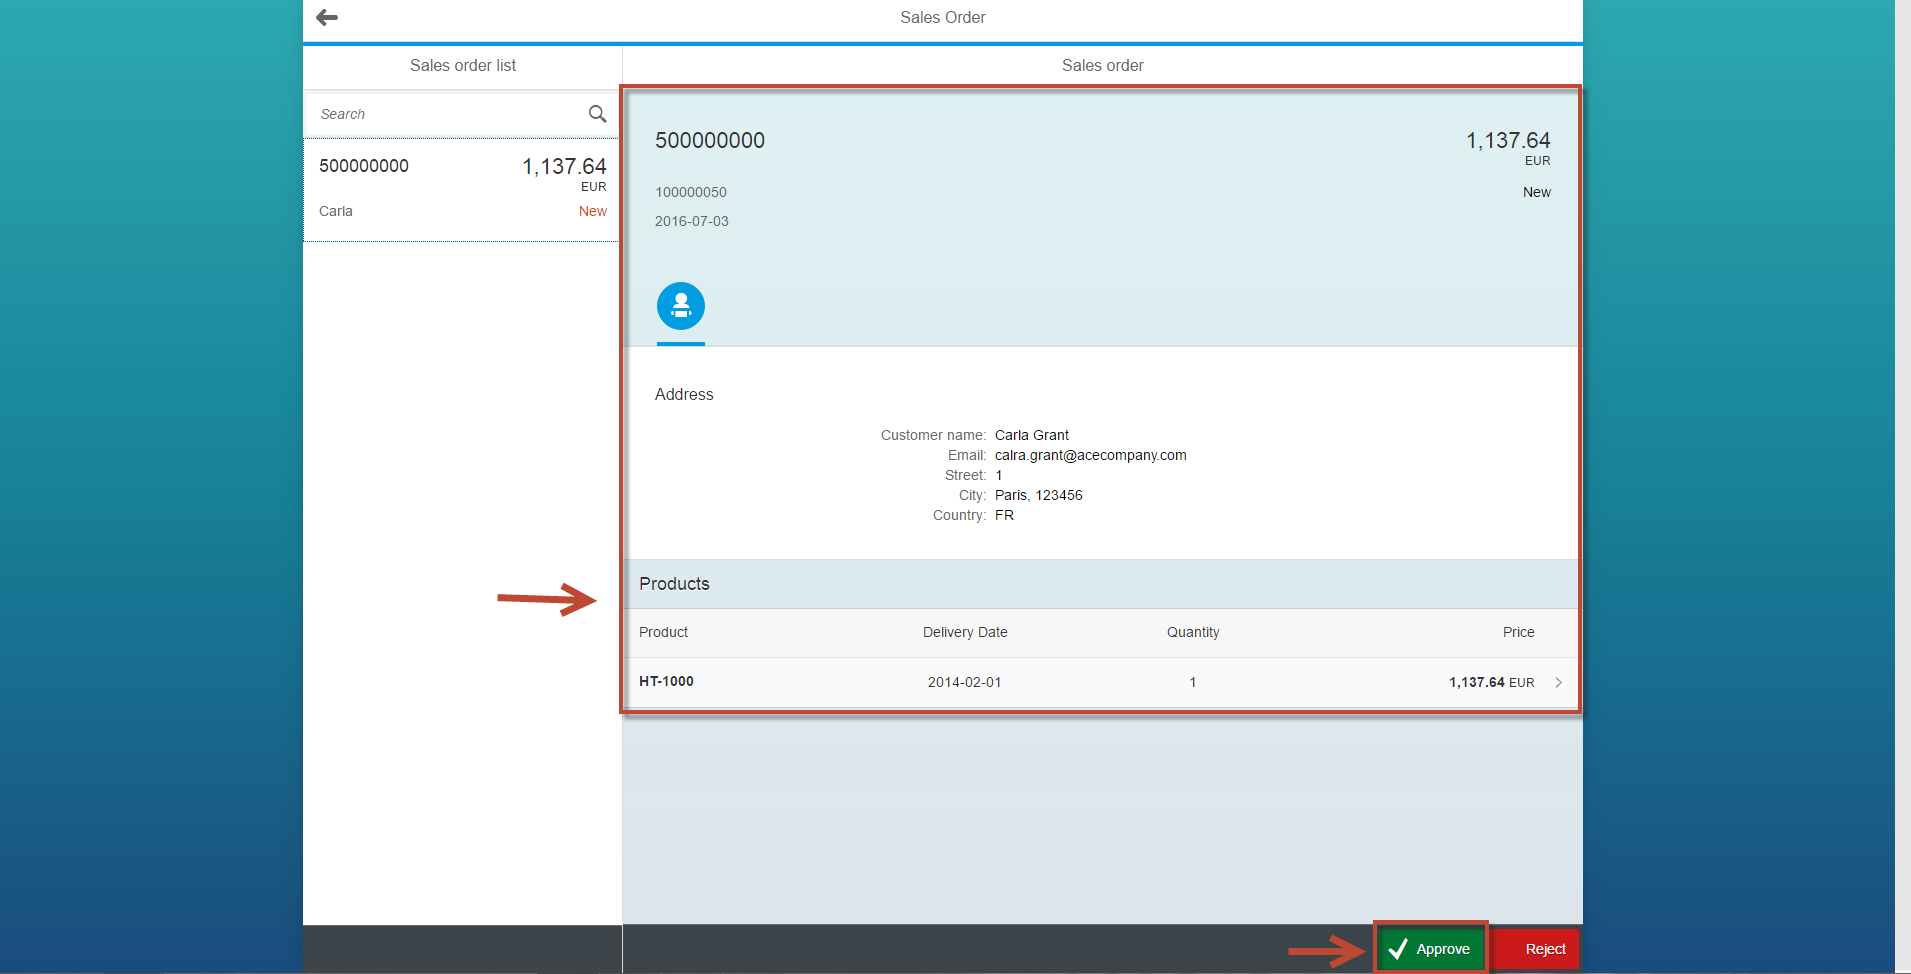 Sales Order
Sales order list
Sales order
Search
500000000 1,137.64
EUR
Carla New
500000000 1,137.64
EUR
100000050 New
2016-07-03
Address
Customer name: Carla Grant
Email: calra.grant@acecompany.com
Street: 1
City: Paris, 123456
Country: FR
Products
Product Delivery Date Quantity Price
HT-1000 2014-02-01 1 1,137.64 EUR
Approve Reject